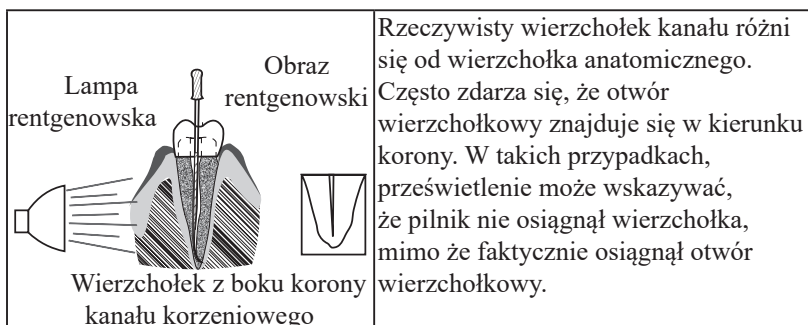 Lampa
rentgenowska
Obraz
rentgenowski
Wierzchołek z boku korony
kanału korzeniowego
Rzeczywisty wierzchołek kanału różni
się od wierzchołka anatomicznego.
Często zdarza się, że otwór
wierzchołkowy znajduje się w kierunku
korony. W takich przypadkach,
prześwietlenie może wskazywać,
że pilnik nie osiągnął wierzchołka,
mimo że faktycznie osiągnął otwór
wierzchołkowy.